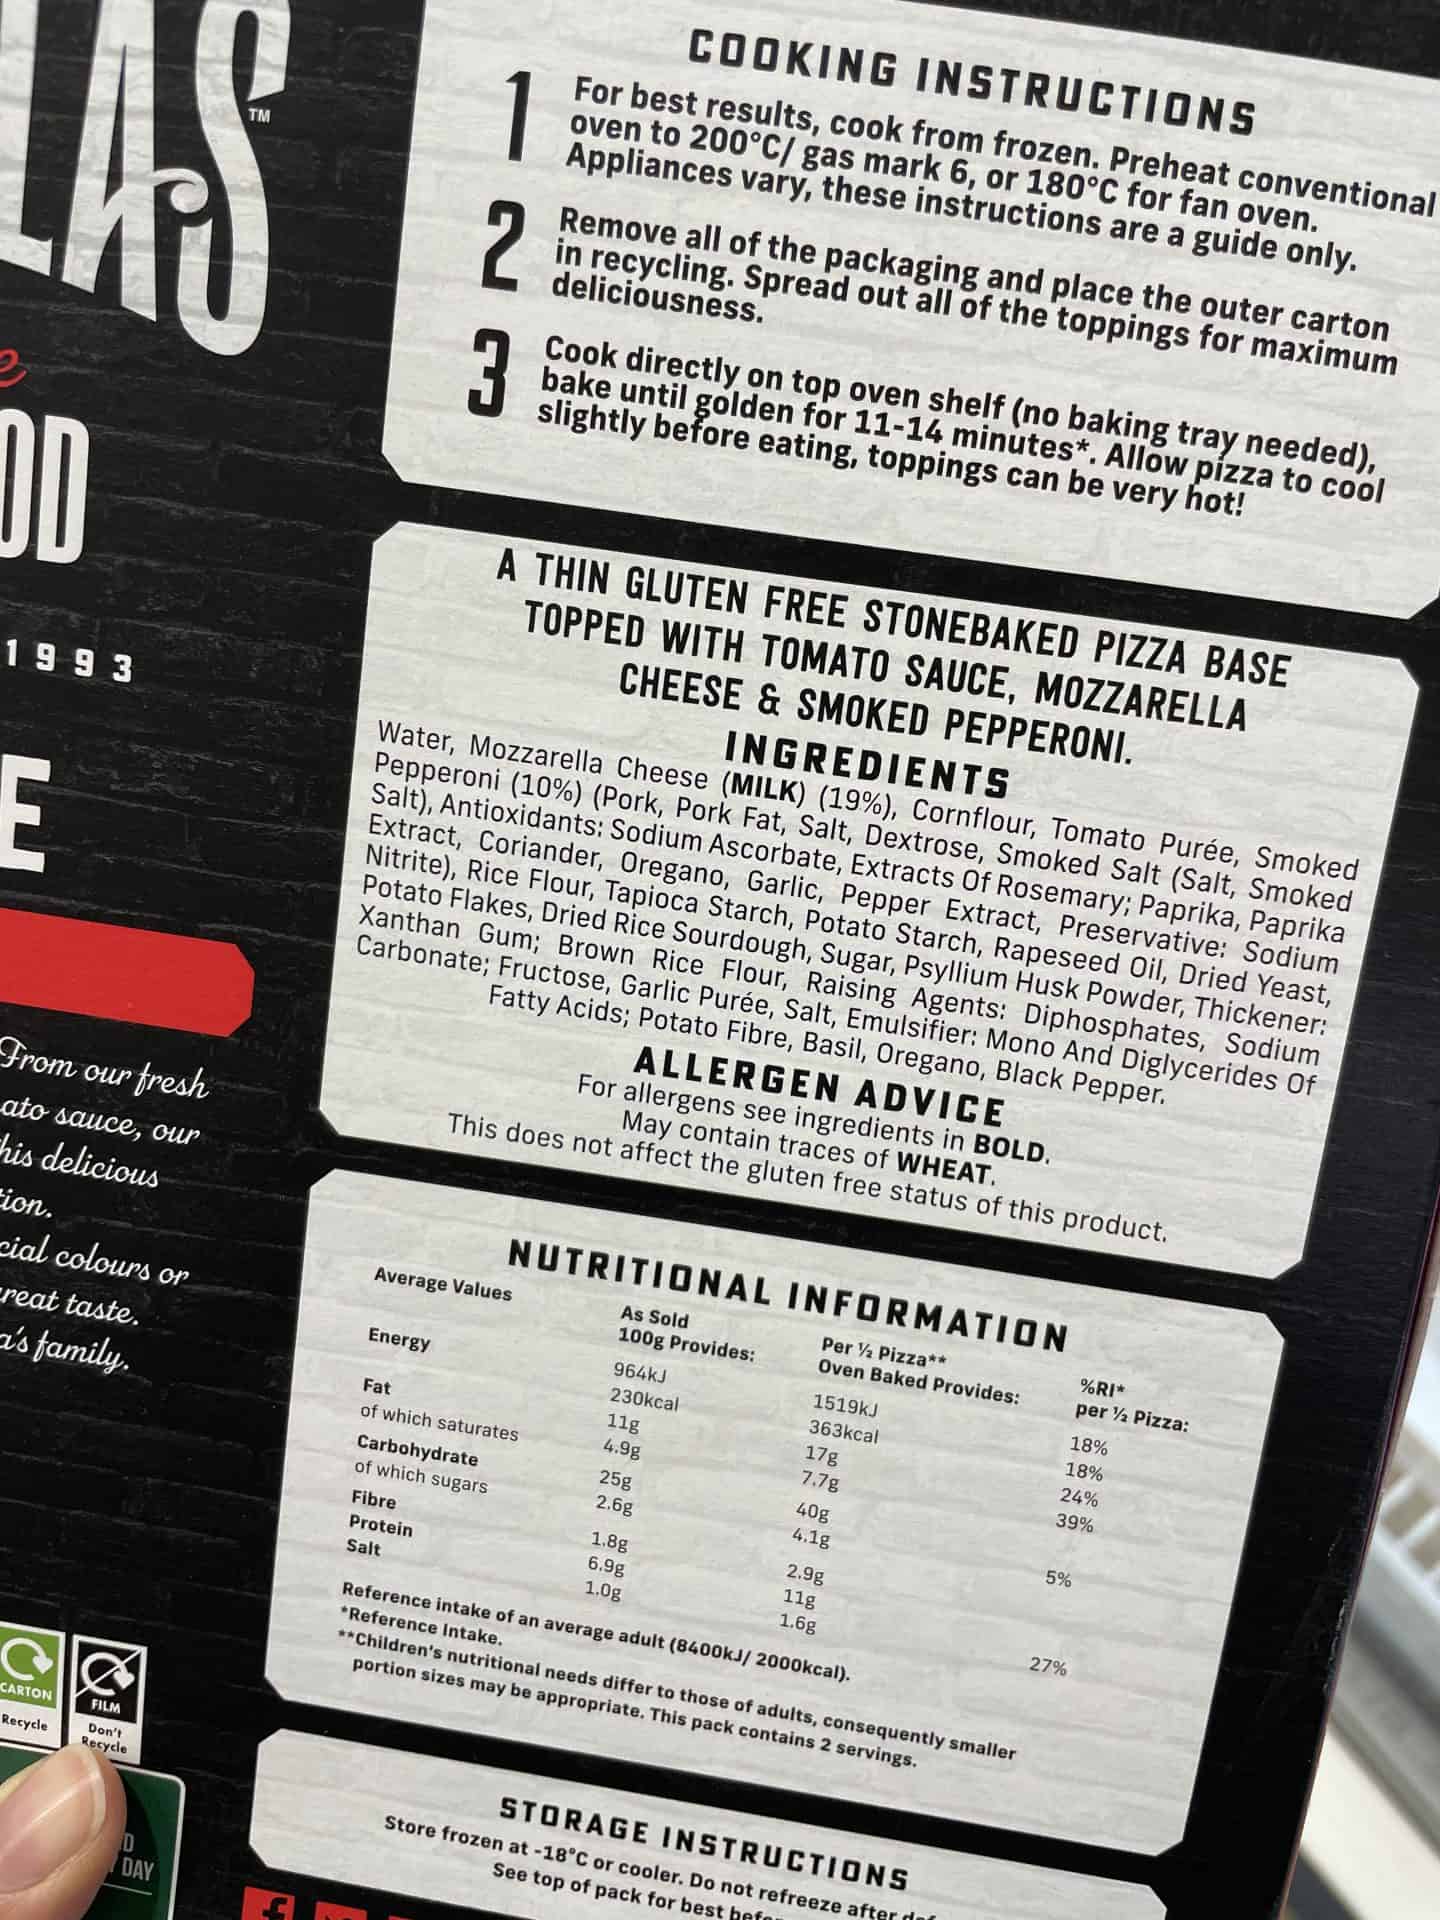 LAS™
OD
1993
E
From our fresh
ato sauce, our
his delicious
tion.
cial colours or
great taste.
a's family.
CARTON
Recycle
FILM
Don't
Recycle
DAY
COOKING INSTRUCTIONS
1 For best results, cook from frozen. Preheat conventional
oven to 200°C/ gas mark 6, or 180°C for fan oven.
Appliances vary, these instructions are a guide only.
2 Remove all of the packaging and place the outer carton
in recycling. Spread out all of the toppings for maximum
deliciousness.
3 Cook directly on top oven shelf (no baking tray needed),
bake until golden for 11-14 minutes*. Allow pizza to cool
slightly before eating, toppings can be very hot!
A THIN GLUTEN FREE STONEBAKED PIZZA BASE
TOPPED WITH TOMATO SAUCE, MOZZARELLA
CHEESE & SMOKED PEPPERONI.
INGREDIENTS
Water, Mozzarella Cheese (MILK) (19%), Cornflour, Tomato Purée, Smoked
Pepperoni (10%) (Pork, Pork Fat, Salt, Dextrose, Smoked Salt (Salt, Smoked
Salt), Antioxidants: Sodium Ascorbate, Extracts Of Rosemary; Paprika, Paprika
Extract, Coriander, Oregano, Garlic, Pepper Extract, Preservative: Sodium
Nitrite), Rice Flour, Tapioca Starch, Potato Starch, Rapeseed Oil, Dried Yeast,
Potato Flakes, Dried Rice Sourdough, Sugar, Psyllium Husk Powder, Thickener:
Xanthan Gum; Brown Rice Flour, Raising Agents: Diphosphates, Sodium
Carbonate; Fructose, Garlic Purée, Salt, Emulsifier: Mono And Diglycerides Of
Fatty Acids; Potato Fibre, Basil, Oregano, Black Pepper.
ALLERGEN ADVICE
For allergens see ingredients in BOLD.
May contain traces of WHEAT.
This does not affect the gluten free status of this product.
NUTRITIONAL INFORMATION
Average Values As Sold 100g Provides: Per ½ Pizza** Oven Baked Provides: %RI* per ½ Pizza:
Energy 964kJ 1519kJ 18%
230kcal 363kcal 18%
Fat 11g 17g 24%
of which saturates 4.9g 7.7g 39%
Carbohydrate 25g 40g
of which sugars 2.6g 4.1g 5%
Fibre 1.8g 2.9g
Protein 6.9g 11g
Salt 1.0g 1.6g 27%
Reference intake of an average adult (8400kJ/ 2000kcal).
*Reference Intake.
**Children's nutritional needs differ to those of adults, consequently smaller
portion sizes may be appropriate. This pack contains 2 servings.
STORAGE INSTRUCTIONS
Store frozen at -18°C or cooler. Do not refreeze after
See top of pack for best